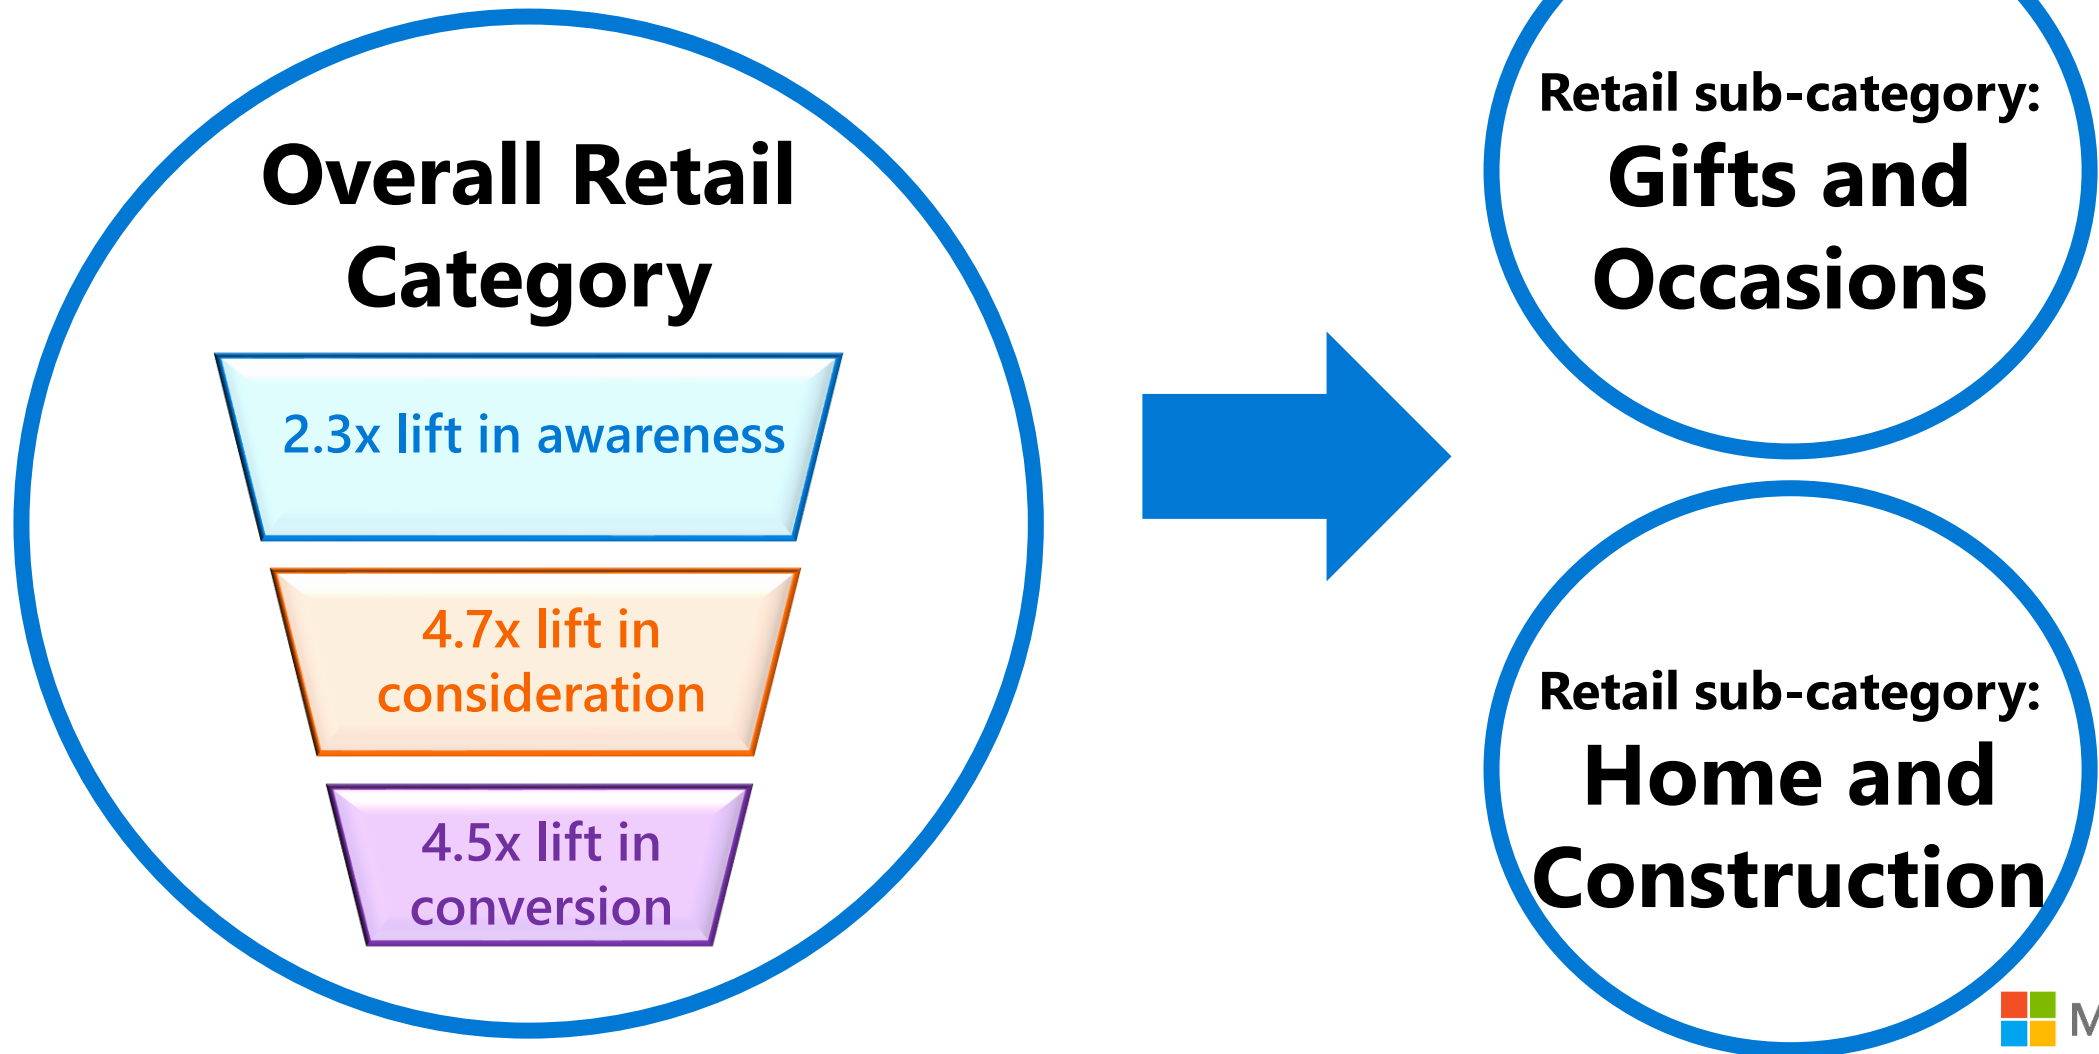 Overall Retail
Category
2.3x lift in awareness
4.7x lift in
consideration
4.5x lift in
conversion
Retail sub-category:
Gifts and
Occasions
Retail sub-category:
Home and
Construction